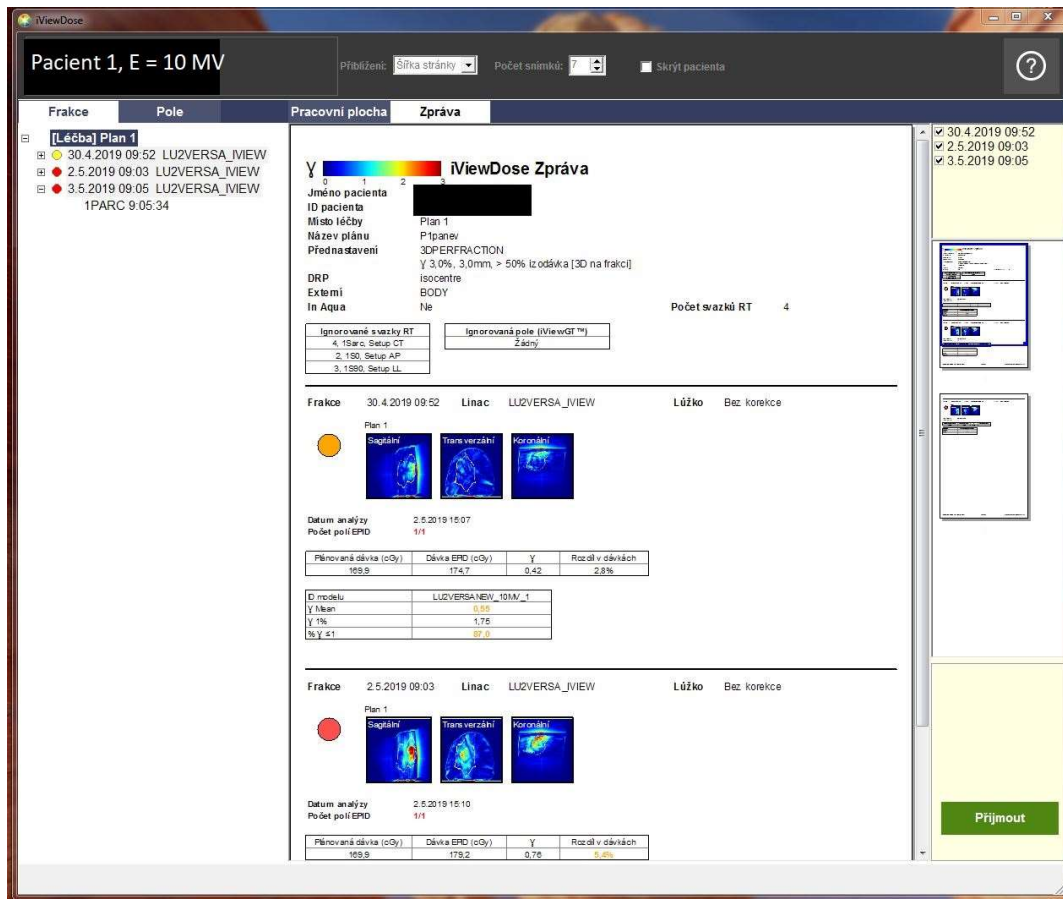 iViewDose
Pacient 1, E = 10 MV
Přiblížení: Šířka stránky Počet snímků: 7 Skrýt pacienta
Frakce Pole Pracovní plocha Zpráva
[Léčba] Plan 1
30.4.2019 09:52 LU2VERSA_IVIEW
2.5.2019 09:03 LU2VERSA_IVIEW
3.5.2019 09:05 LU2VERSA_IVIEW
1PARC 9:05:34
γ iViewDose Zpráva
0 1 2 3
Jméno pacienta
ID pacienta
Místo léčby Plan 1
Název plánu P1panev
Přednastavení 3DPERFRACTION
γ 3,0%, 3,0mm, > 50% izodávka [3D na frakci]
DRP isocentre
Externí BODY
In Aqua Ne Počet svazků RT 4
Ignorované svazky RT Ignorovaná pole (iViewGT™)
4, 1Sarc, Setup CT Žádný
2, 1S0, Setup AP
3, 1S90, Setup LL
Frakce 30.4.2019 09:52 Linac LU2VERSA_IVIEW Lůžko Bez korekce
Plan 1
Sagitální Transverzální Koronální
Datum analýzy 2.5.2019 15:07
Počet polí EPID 1/1
Plánovaná dávka (cGy) Dávka EPID (cGy) γ Rozdíl v dávkách
169,9 174,7 0,42 2,8%
ID modelu LU2VERSANEW_10MV_1
γ Mean 0,55
γ 1% 1,75
% γ ≤1 87,0
Frakce 2.5.2019 09:03 Linac LU2VERSA_IVIEW Lůžko Bez korekce
Plan 1
Sagitální Transverzální Koronální
Datum analýzy 2.5.2019 15:10
Počet polí EPID 1/1
Plánovaná dávka (cGy) Dávka EPID (cGy) γ Rozdíl v dávkách
169,9 179,2 0,76 5,4%
30.4.2019 09:52
2.5.2019 09:03
3.5.2019 09:05
Přijmout